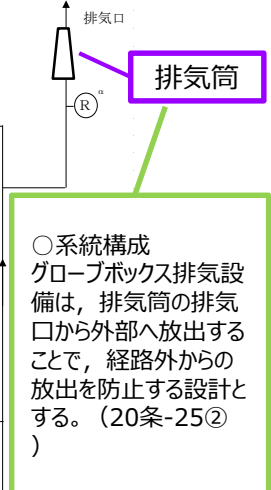 排気口
排気筒
R
α
○系統構成
グローブボックス排気設
備は，排気筒の排気
口から外部へ放出する
ことで，経路外からの
放出を防止する設計と
する。（20条-25②
）